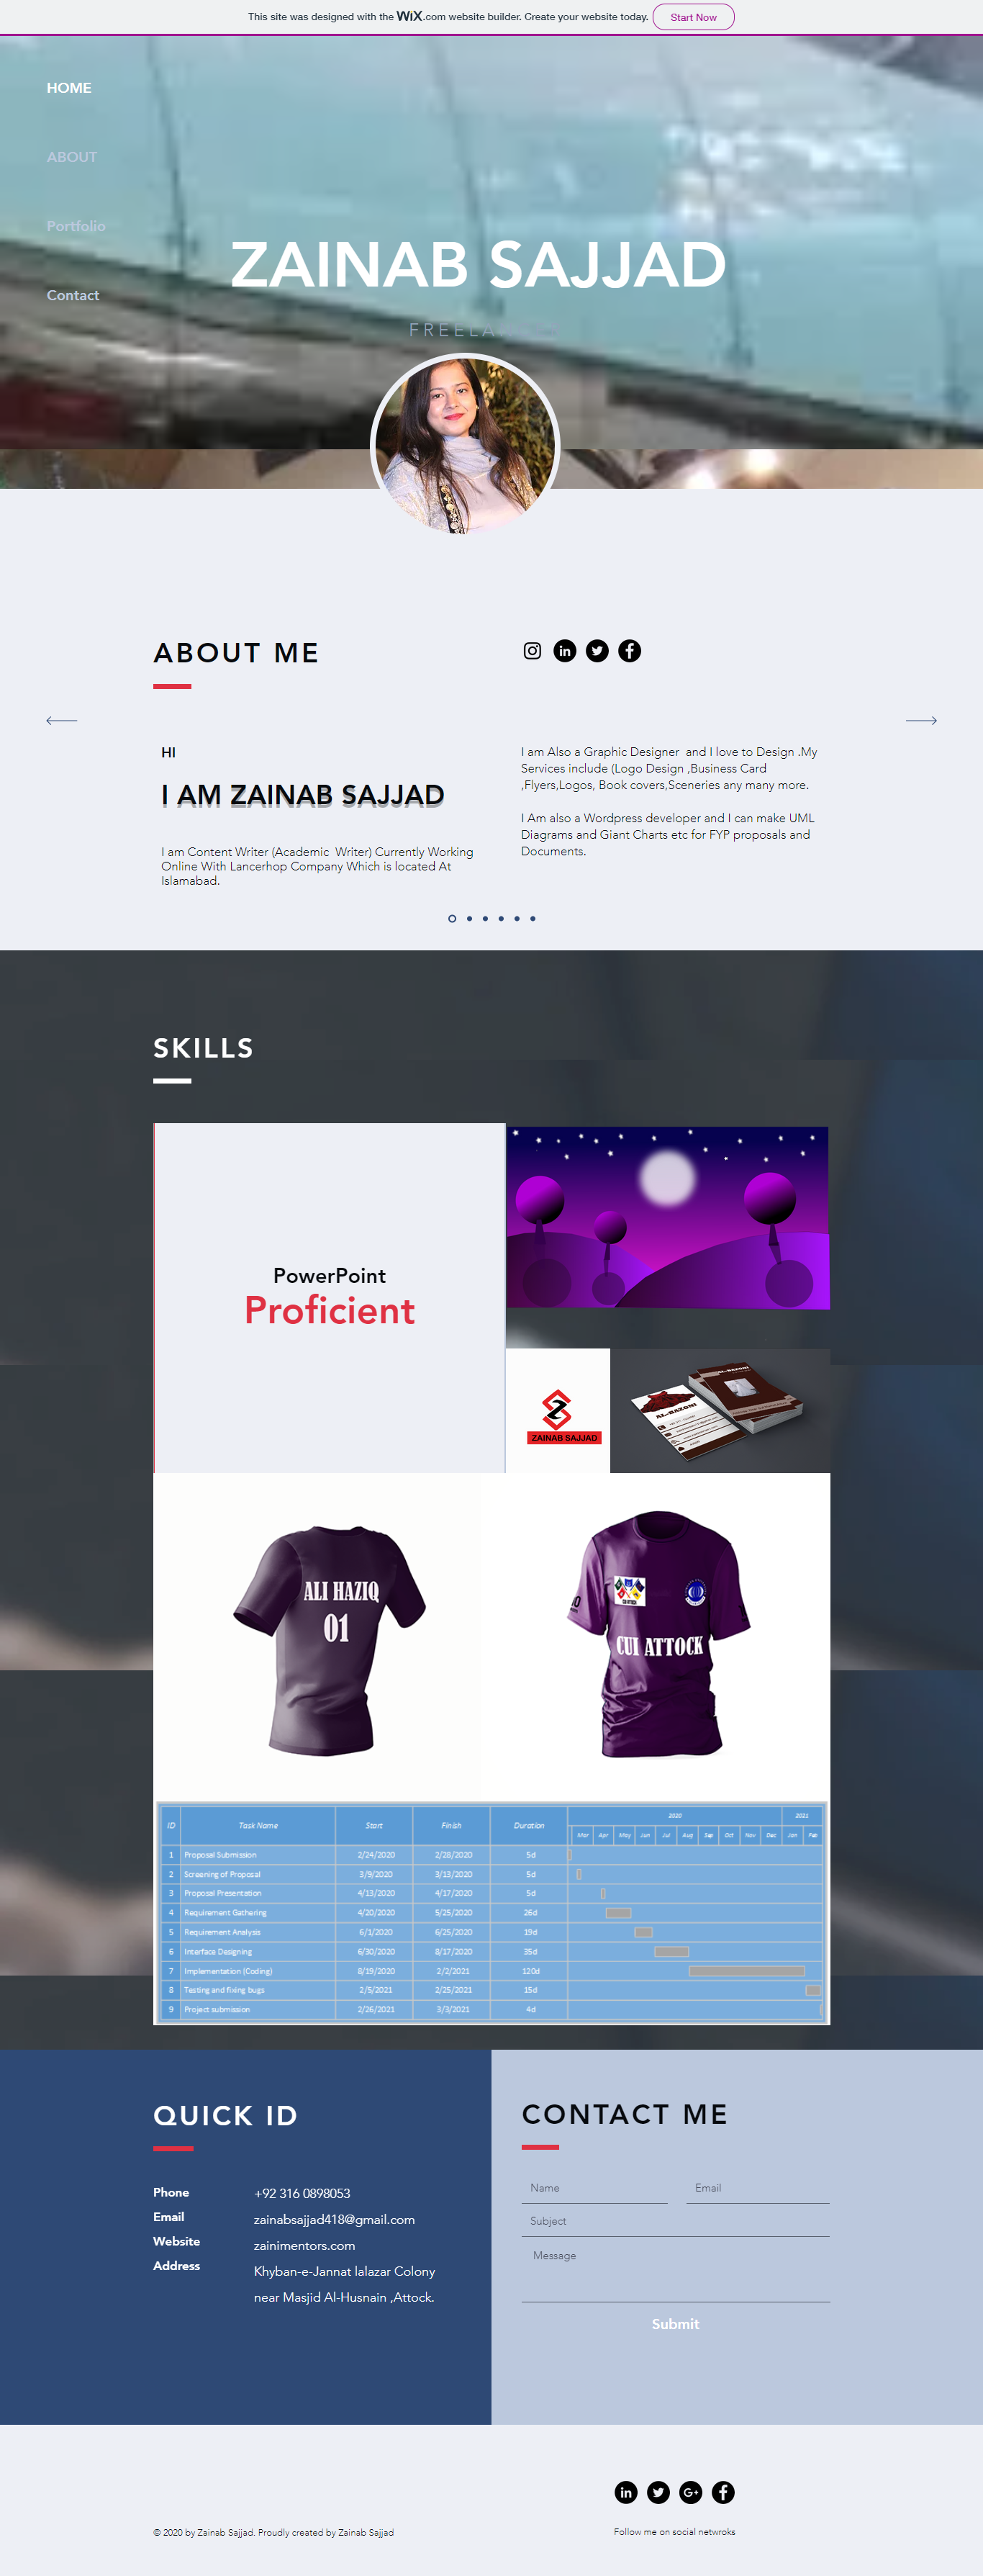 This site was designed with the WiX.com website builder. Create your website today.
Start Now
HOME
ABOUT
Portfolio
Contact
ZAINAB SAJJAD
FREELA
ABOUT ME
HI
I AM ZAINAB SAJJAD
I am Content Writer (Academic Writer) Currently Working
Online With Lancerhop Company Which is located At
Islamabad.
I am Also a Graphic Designer and I love to Design .My
Services include (Logo Design ,Business Card
,Flyers,Logos, Book covers,Sceneries any many more.
I Am also a Wordpress developer and I can make UML
Diagrams and Giant Charts etc for FYP proposals and
Documents.
SKILLS
PowerPoint
Proficient
ZAINAB SAJJAD
AL-BAZONI
ALI HAZIQ
01
CUI ATTOCK
ID Task Name Start Finish Duration 2020 2021
Mar Apr May Jun Jul Aug Sep Oct Nov Dec Jan Feb
1 Proposal Submission 2/24/2020 2/28/2020 5d
2 Screening of Proposal 3/9/2020 3/13/2020 5d
3 Proposal Presentation 4/13/2020 4/17/2020 5d
4 Requirement Gathering 4/20/2020 5/25/2020 26d
5 Requirement Analysis 6/1/2020 6/25/2020 19d
6 Interface Designing 6/30/2020 8/17/2020 35d
7 Implementation (Coding) 8/19/2020 2/2/2021 120d
8 Testing and fixing bugs 2/5/2021 2/25/2021 15d
9 Project submission 2/26/2021 3/3/2021 4d
QUICK ID
Phone +92 316 0898053
Email zainabsajjad418@gmail.com
Website zainimentors.com
Address Khyban-e-Jannat lalazar Colony
near Masjid Al-Husnain ,Attock.
CONTACT ME
Name Email
Subject
Message
Submit
© 2020 by Zainab Sajjad. Proudly created by Zainab Sajjad
Follow me on social netwroks